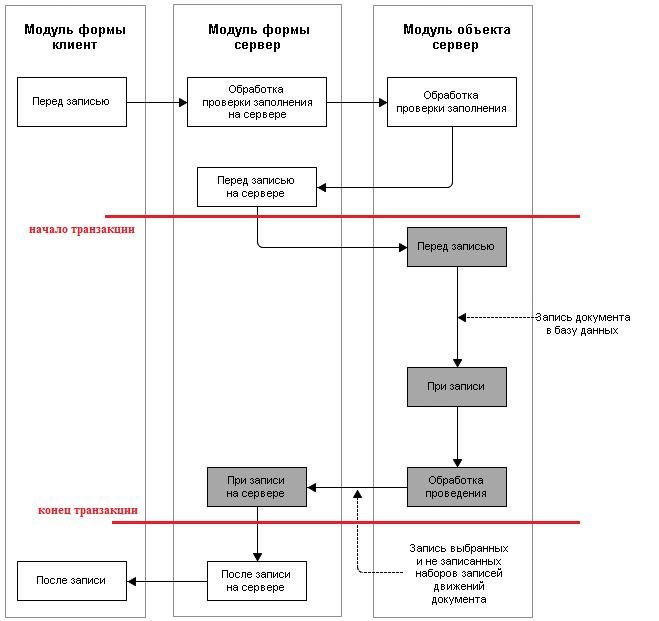 Модуль формы
клиент
Модуль формы
сервер
Модуль объекта
сервер
Перед записью
Обработка
проверки заполнения
на сервере
Обработка
проверки заполнения
Перед записью
на сервере
начало транзакции
Перед записью
Запись документа
в базу данных
При записи
При записи
на сервере
Обработка
проведения
конец транзакции
Запись выбранных
и не записанных
наборов записей
движений
документа
После записи
После записи
на сервере